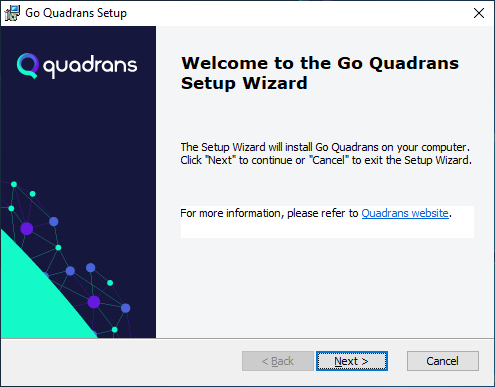 Go Quadrans Setup
quadrans
Welcome to the Go Quadrans
Setup Wizard
The Setup Wizard will install Go Quadrans on your computer.
Click "Next" to continue or "Cancel" to exit the Setup Wizard.
For more information, please refer to Quadrans website.
< Back
Next >
Cancel